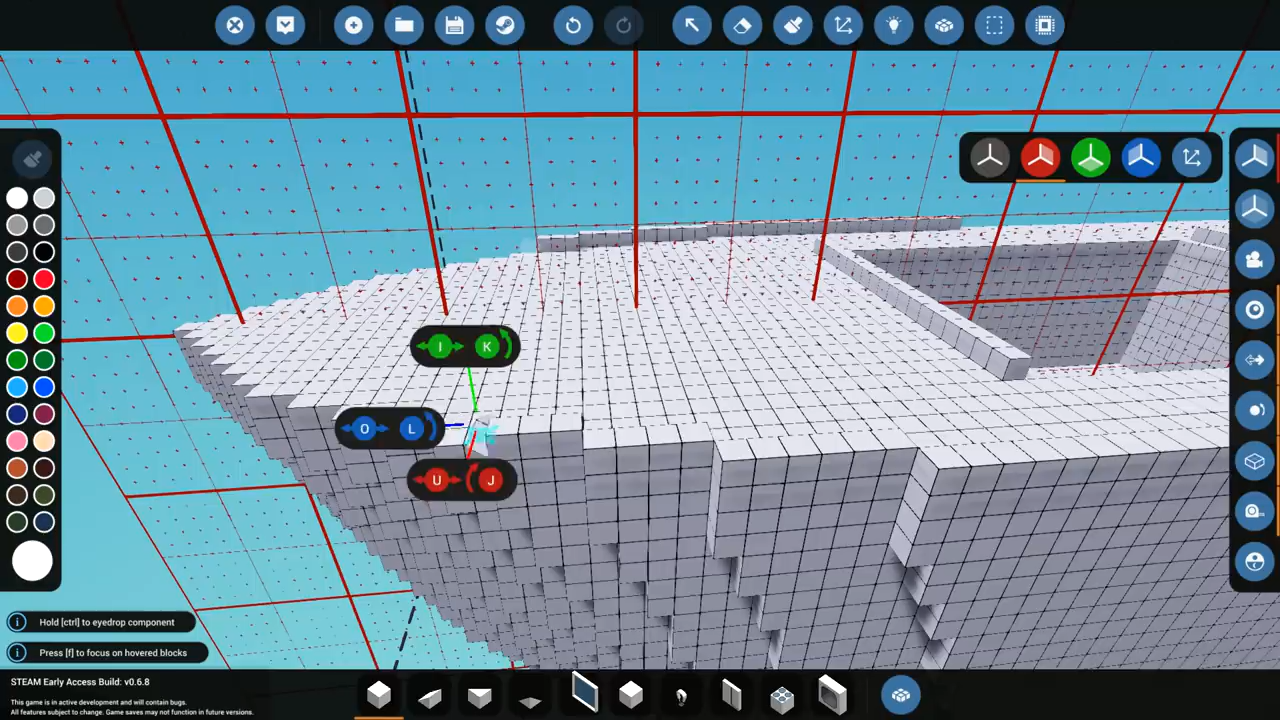 I K
O L
U J
Hold [ctrl] to eyedrop component
Press [f] to focus on hovered blocks
STEAM Early Access Build: v0.6.8
This game is in active development and will contain bugs.
All features subject to change. Game saves may not function in future versions.